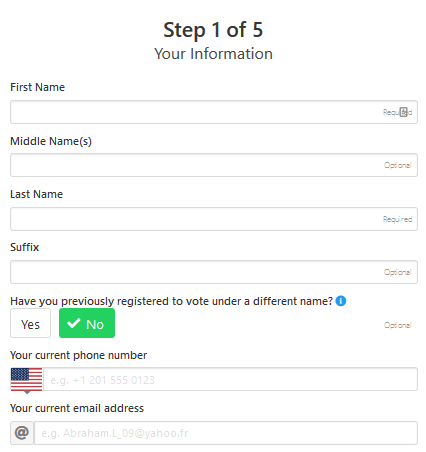 Step 1 of 5
Your Information
First Name
Required
Middle Name(s)
Optional
Last Name
Required
Suffix
Optional
Have you previously registered to vote under a different name?
Yes No Optional
Your current phone number
e.g. +1 201 555 0123
Your current email address
@ e.g. Abraham.L_09@yahoo.fr